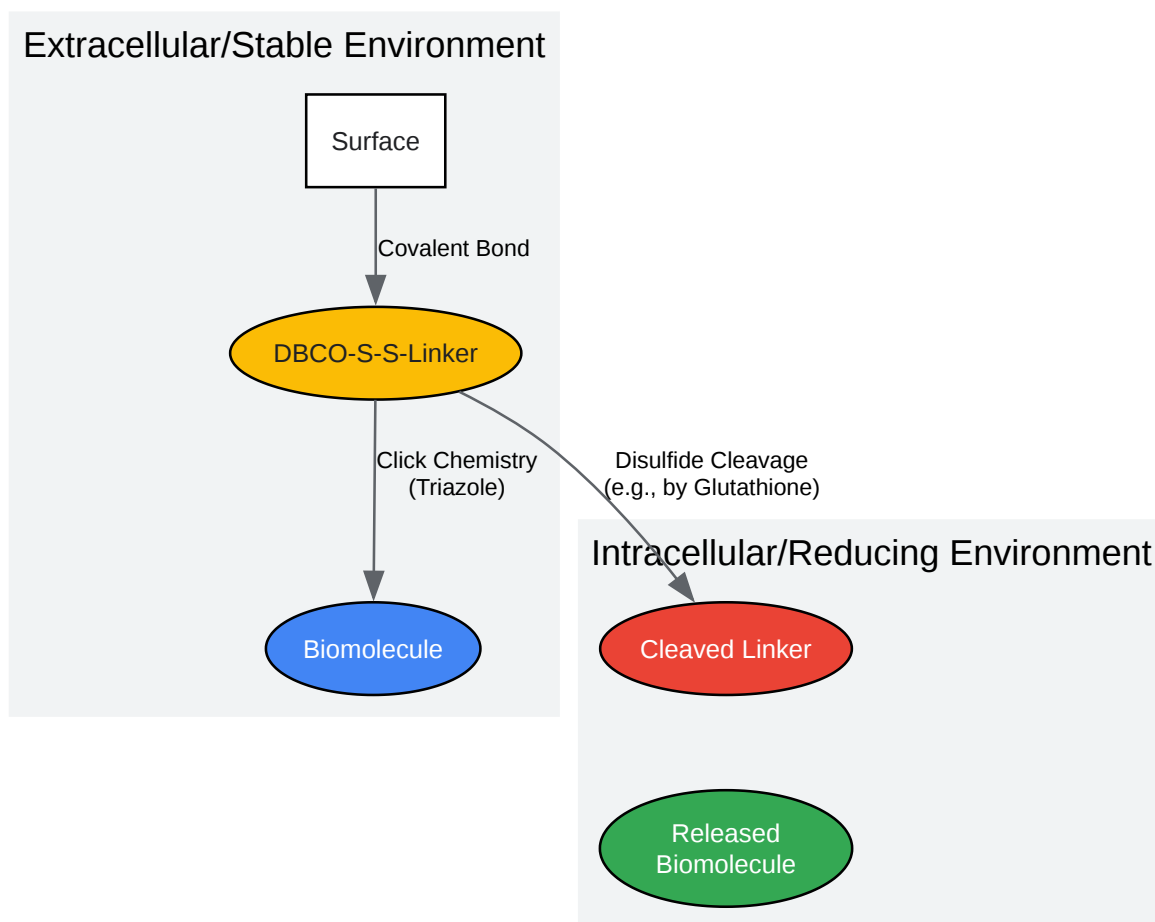 Extracellular/Stable Environment
Surface
Covalent Bond
DBCO-S-S-Linker
Click Chemistry
(Triazole)
Disulfide Cleavage
(e.g., by Glutathione)
Biomolecule
Intracellular/Reducing Environment
Cleaved Linker
Released
Biomolecule